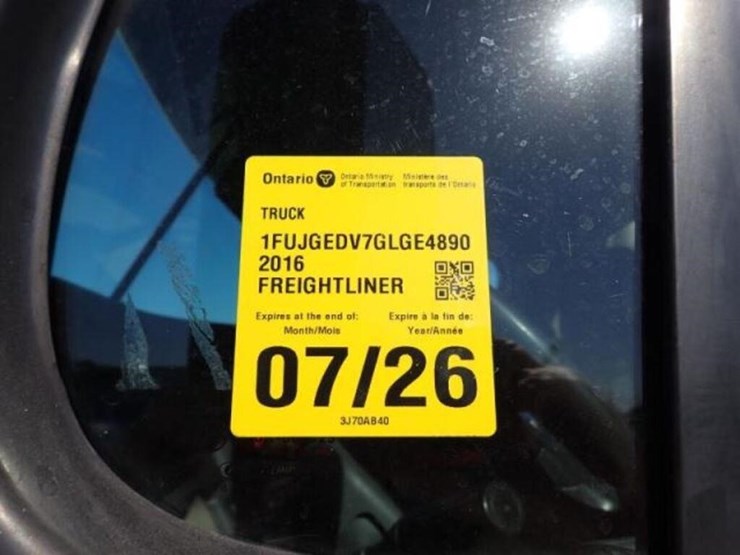 Ontario
Ontario Ministry of Transportation
Ministère des transports de l'Ontario
TRUCK
1FUJGEDV7GLGE4890
2016
FREIGHTLINER
Expires at the end of: Expire à la fin de:
Month/Mois Year/Année
07/26
3J70AB40